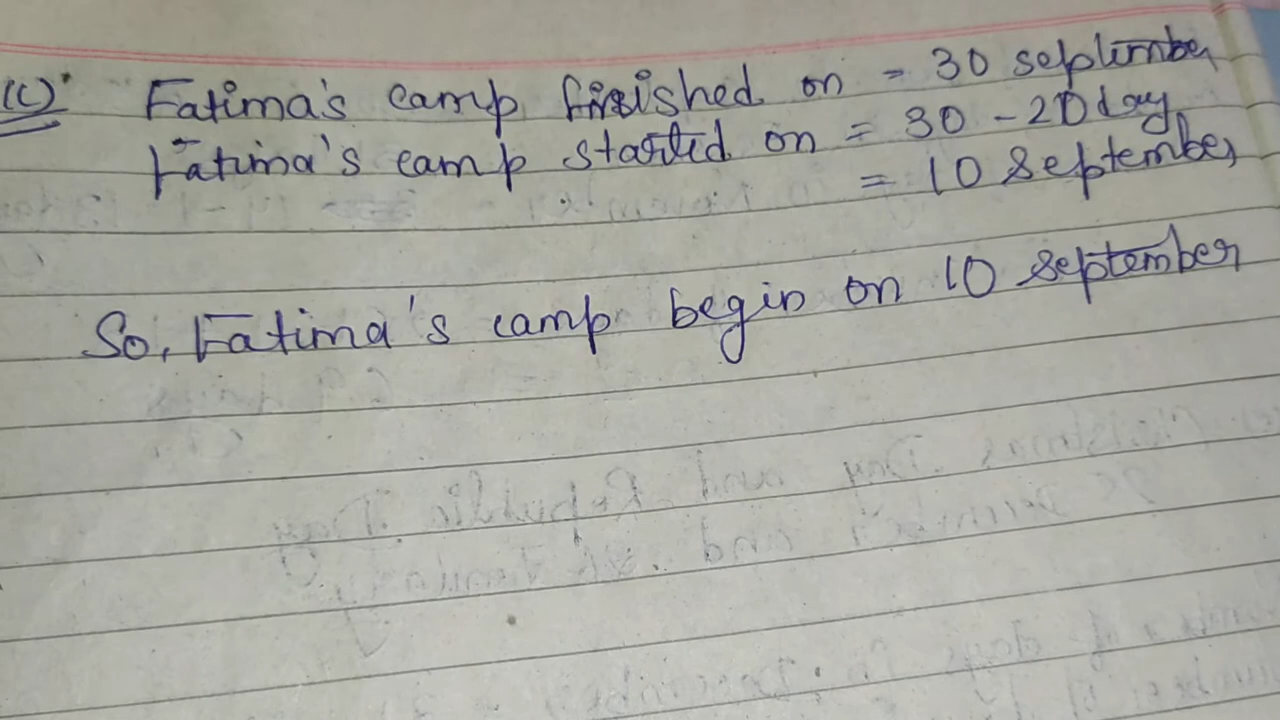 (c) Fatima's camp finished on = 30 september
Fatima's camp started on = 30 - 20 day
= 10 September
So, Fatima's camp begin on 10 september